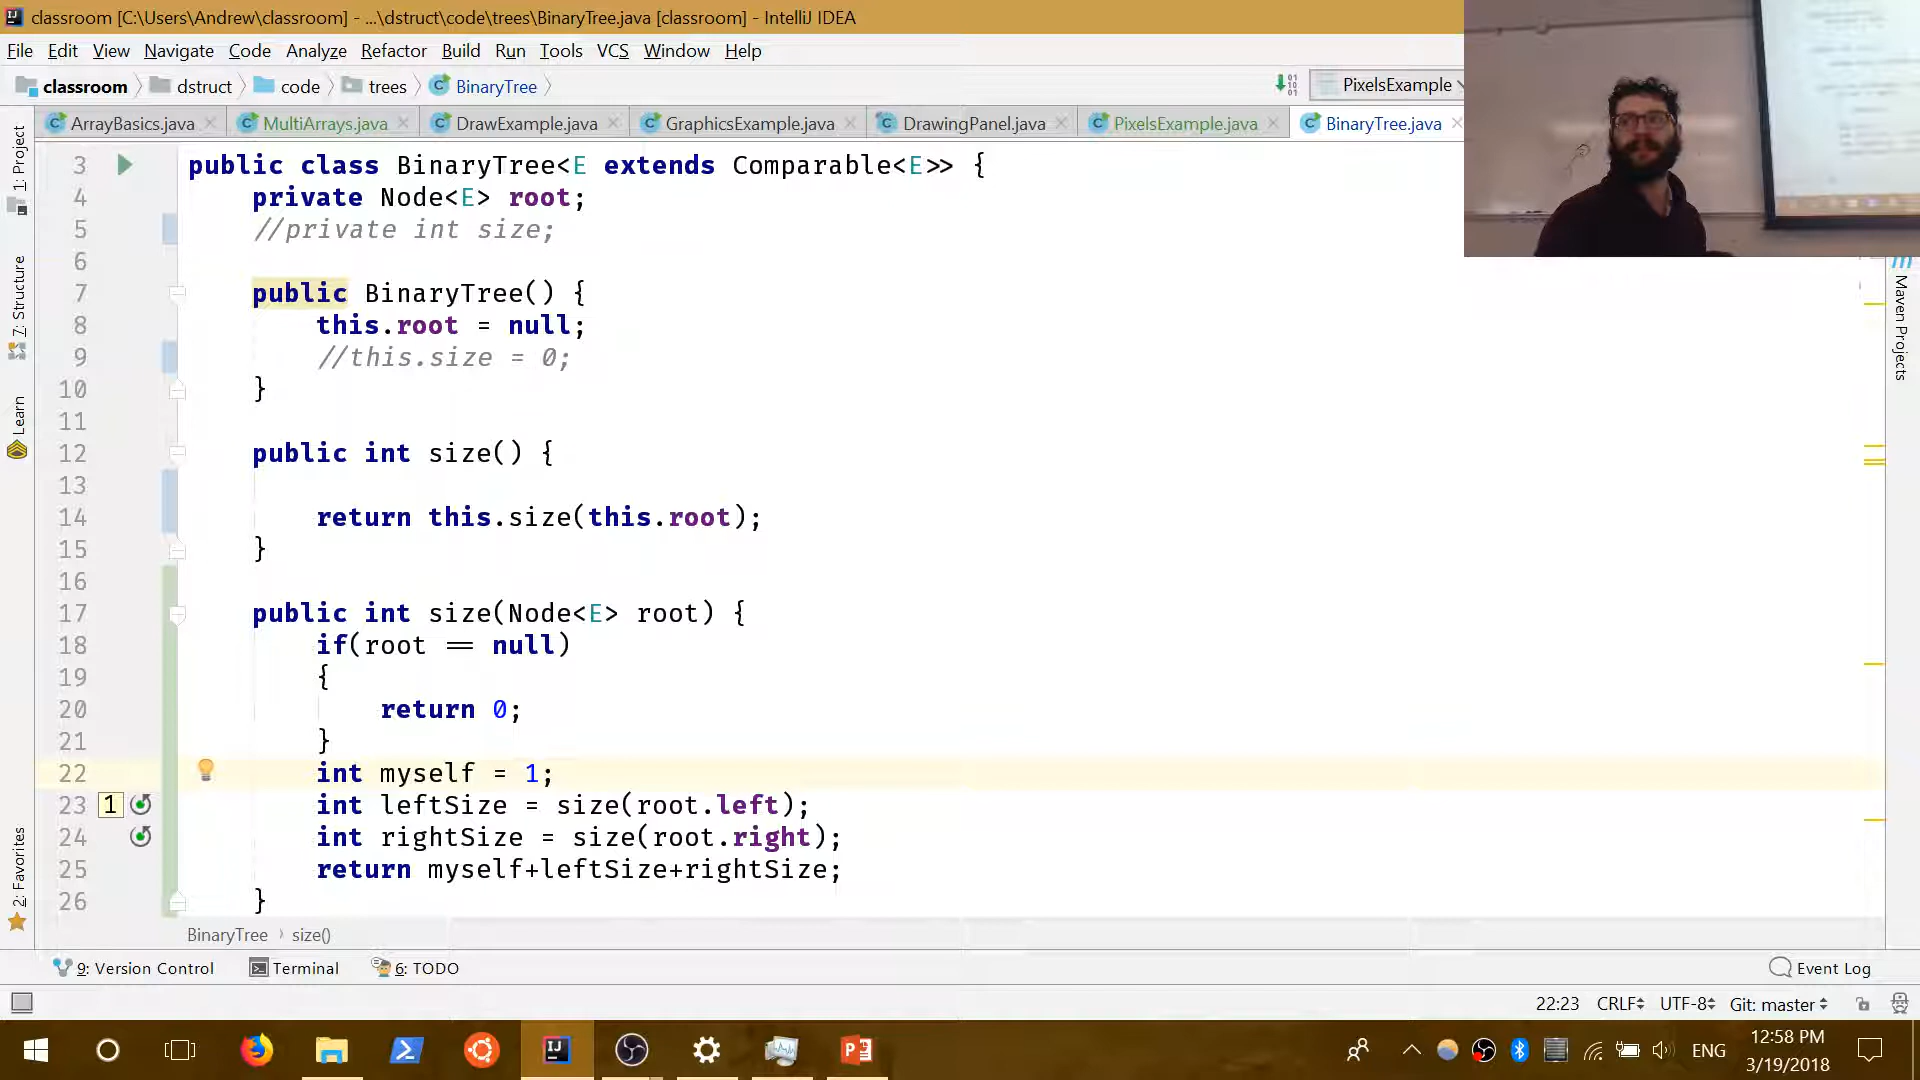 classroom [C:\Users\Andrew\classroom] - ...\dstruct\code\trees\BinaryTree.java [classroom] - IntelliJ IDEA
File Edit View Navigate Code Analyze Refactor Build Run Tools VCS Window Help
classroom dstruct code trees BinaryTree PixelsExample
ArrayBasics.java MultiArrays.java DrawExample.java GraphicsExample.java DrawingPanel.java PixelsExample.java BinaryTree.java
1: Project
7: Structure
Learn
2: Favorites
3 public class BinaryTree<E extends Comparable<E>> {
4 private Node<E> root;
5 //private int size;
6
7 public BinaryTree() {
8 this.root = null;
9 //this.size = 0;
10 }
11
12 public int size() {
13
14 return this.size(this.root);
15 }
16
17 public int size(Node<E> root) {
18 if(root == null)
19 {
20 return 0;
21 }
22 int myself = 1;
23 1 int leftSize = size(root.left);
24 int rightSize = size(root.right);
25 return myself+leftSize+rightSize;
26 }
Maven Projects
BinaryTree › size()
9: Version Control Terminal 6: TODO Event Log
22:23 CRLF UTF-8 Git: master
ENG
12:58 PM
3/19/2018